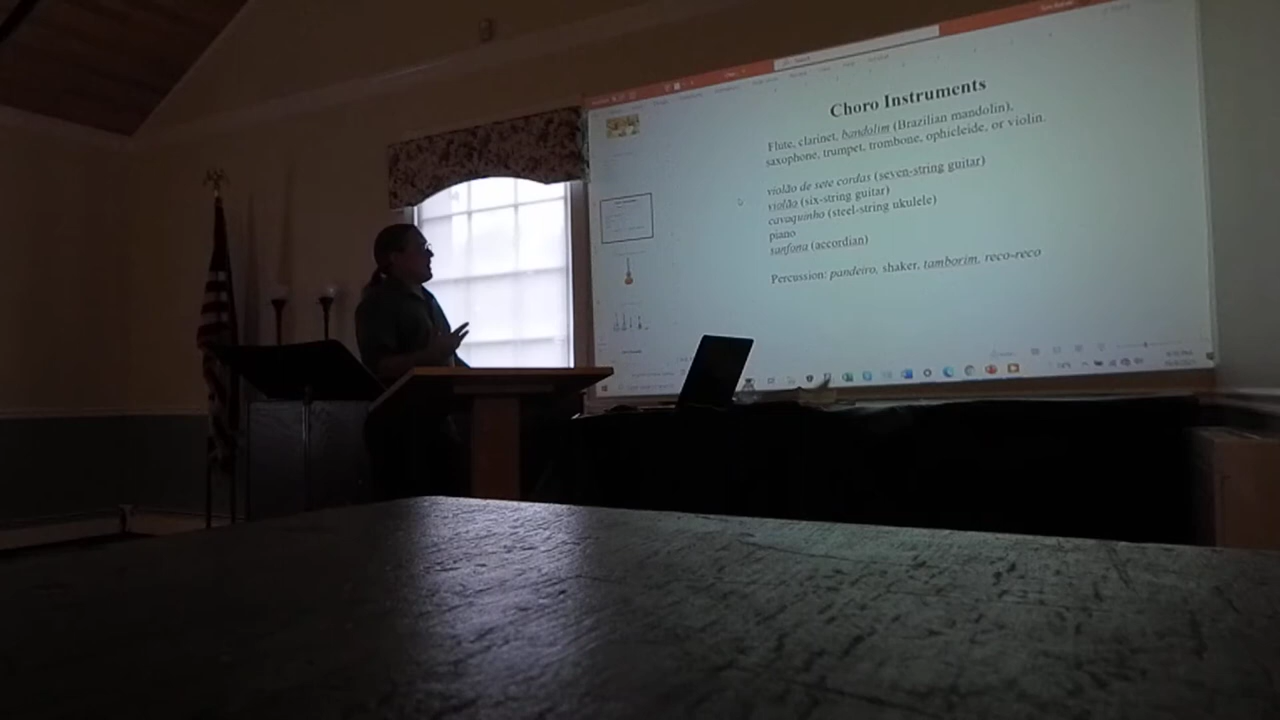 Choro Instruments
Flute, clarinet, bandolim (Brazilian mandolin),
saxophone, trumpet, trombone, ophicleide, or violin.
violão de sete cordas (seven-string guitar)
violão (six-string guitar)
cavaquinho (steel-string ukulele)
piano
sanfona (accordian)
Percussion: pandeiro, shaker, tamborim, reco-reco